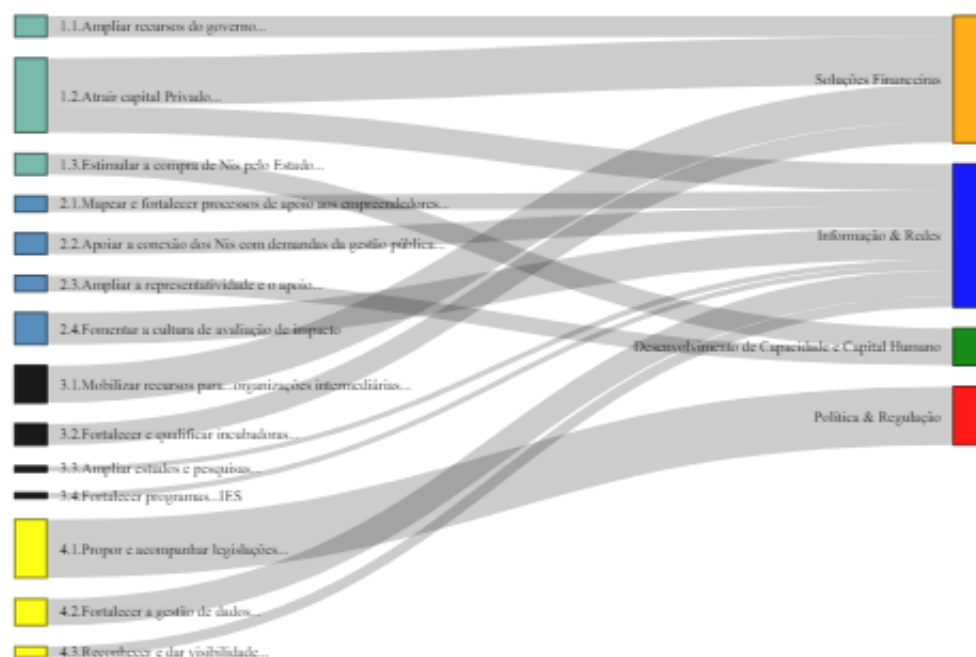 1.1.Ampliar recursos do governo...
1.2.Atrair capital Privado...
1.3.Estimular a compra de Nis pelo Estado...
2.1.Mapear e fortalecer processos de apoio aos empreendedores...
2.2.Apoiar a conexão dos Nis com demandas da gestão pública...
2.3.Ampliar a representatividade e o apoio...
2.4.Fomentar a cultura de avaliação de impacto
3.1.Mobilizar recursos para...organizações intermediárias...
3.2.Fortalecer e qualificar incubadoras...
3.3.Ampliar estudos e pesquisas...
3.4.Fortalecer programas...IES
4.1.Propor e acompanhar legislações...
4.2.Fortalecer a gestão de dados...
4.3.Reconhecer e dar visibilidade...
Soluções Financeiras
Informação & Redes
Desenvolvimento de Capacidade e Capital Humano
Política & Regulação